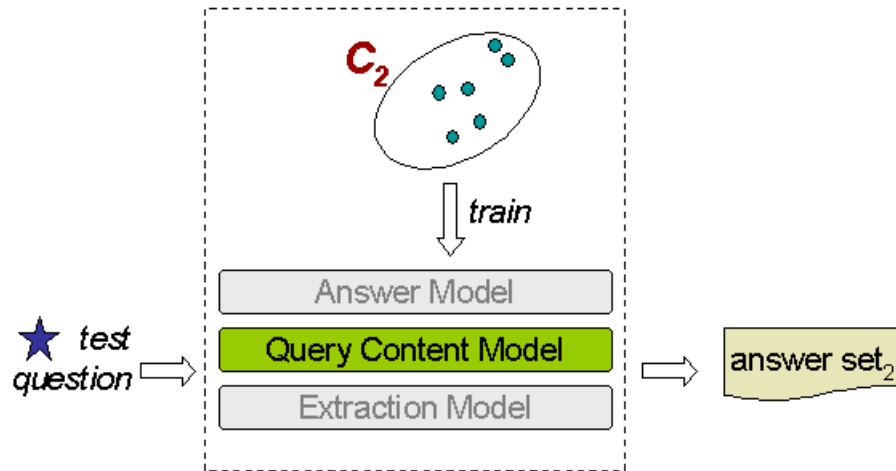 C2
train
Answer Model
test
question
Query Content Model
answer set2
Extraction Model